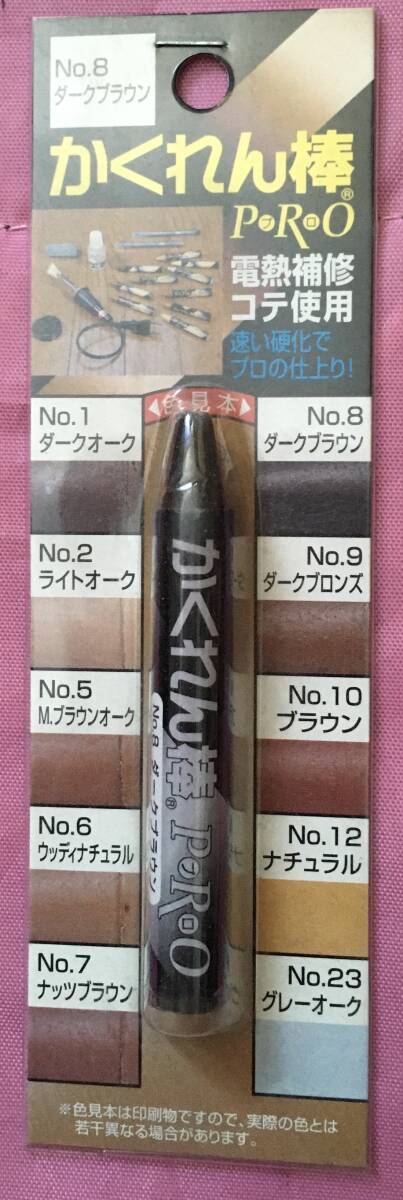 No.8
ダークブラウン
かくれん棒®
P・R・O
プロ
電熱補修
コテ使用
速い硬化で
プロの仕上り!
色見本
No.1
ダークオーク
No.8
ダークブラウン
No.2
ライトオーク
No.9
ダークブロンズ
No.5
M.ブラウンオーク
No.10
ブラウン
No.6
ウッディナチュラル
No.12
ナチュラル
No.7
ナッツブラウン
No.23
グレーオーク
かくれん棒® P・R・O
No.8 ダークブラウン
※色見本は印刷物ですので、実際の色とは
若干異なる場合があります。